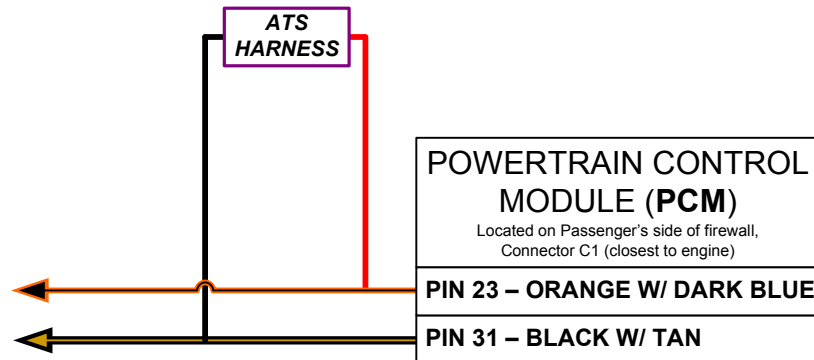 ATS
HARNESS
POWERTRAIN CONTROL
MODULE (PCM)
Located on Passenger's side of firewall,
Connector C1 (closest to engine)
PIN 23 – ORANGE W/ DARK BLUE
PIN 31 – BLACK W/ TAN